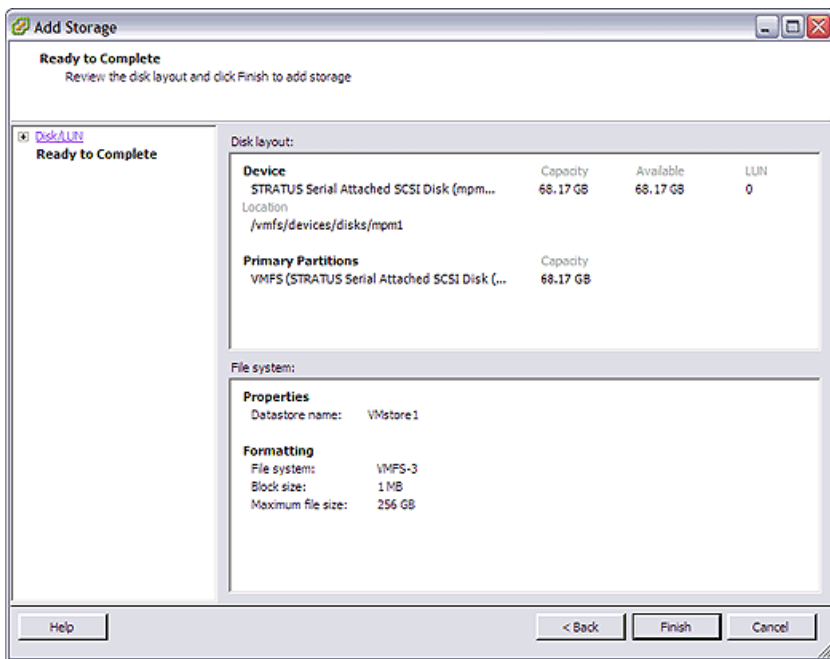 Add Storage
Ready to Complete
Review the disk layout and click Finish to add storage
Disk/LUN
Ready to Complete
Disk layout:
Device Capacity Available LUN
STRATUS Serial Attached SCSI Disk (mpm... 68.17 GB 68.17 GB 0
Location
/vmfs/devices/disks/mpm1
Primary Partitions Capacity
VMFS (STRATUS Serial Attached SCSI Disk (... 68.17 GB
File system:
Properties
Datastore name: VMstore1
Formatting
File system: VMFS-3
Block size: 1 MB
Maximum file size: 256 GB
Help < Back Finish Cancel